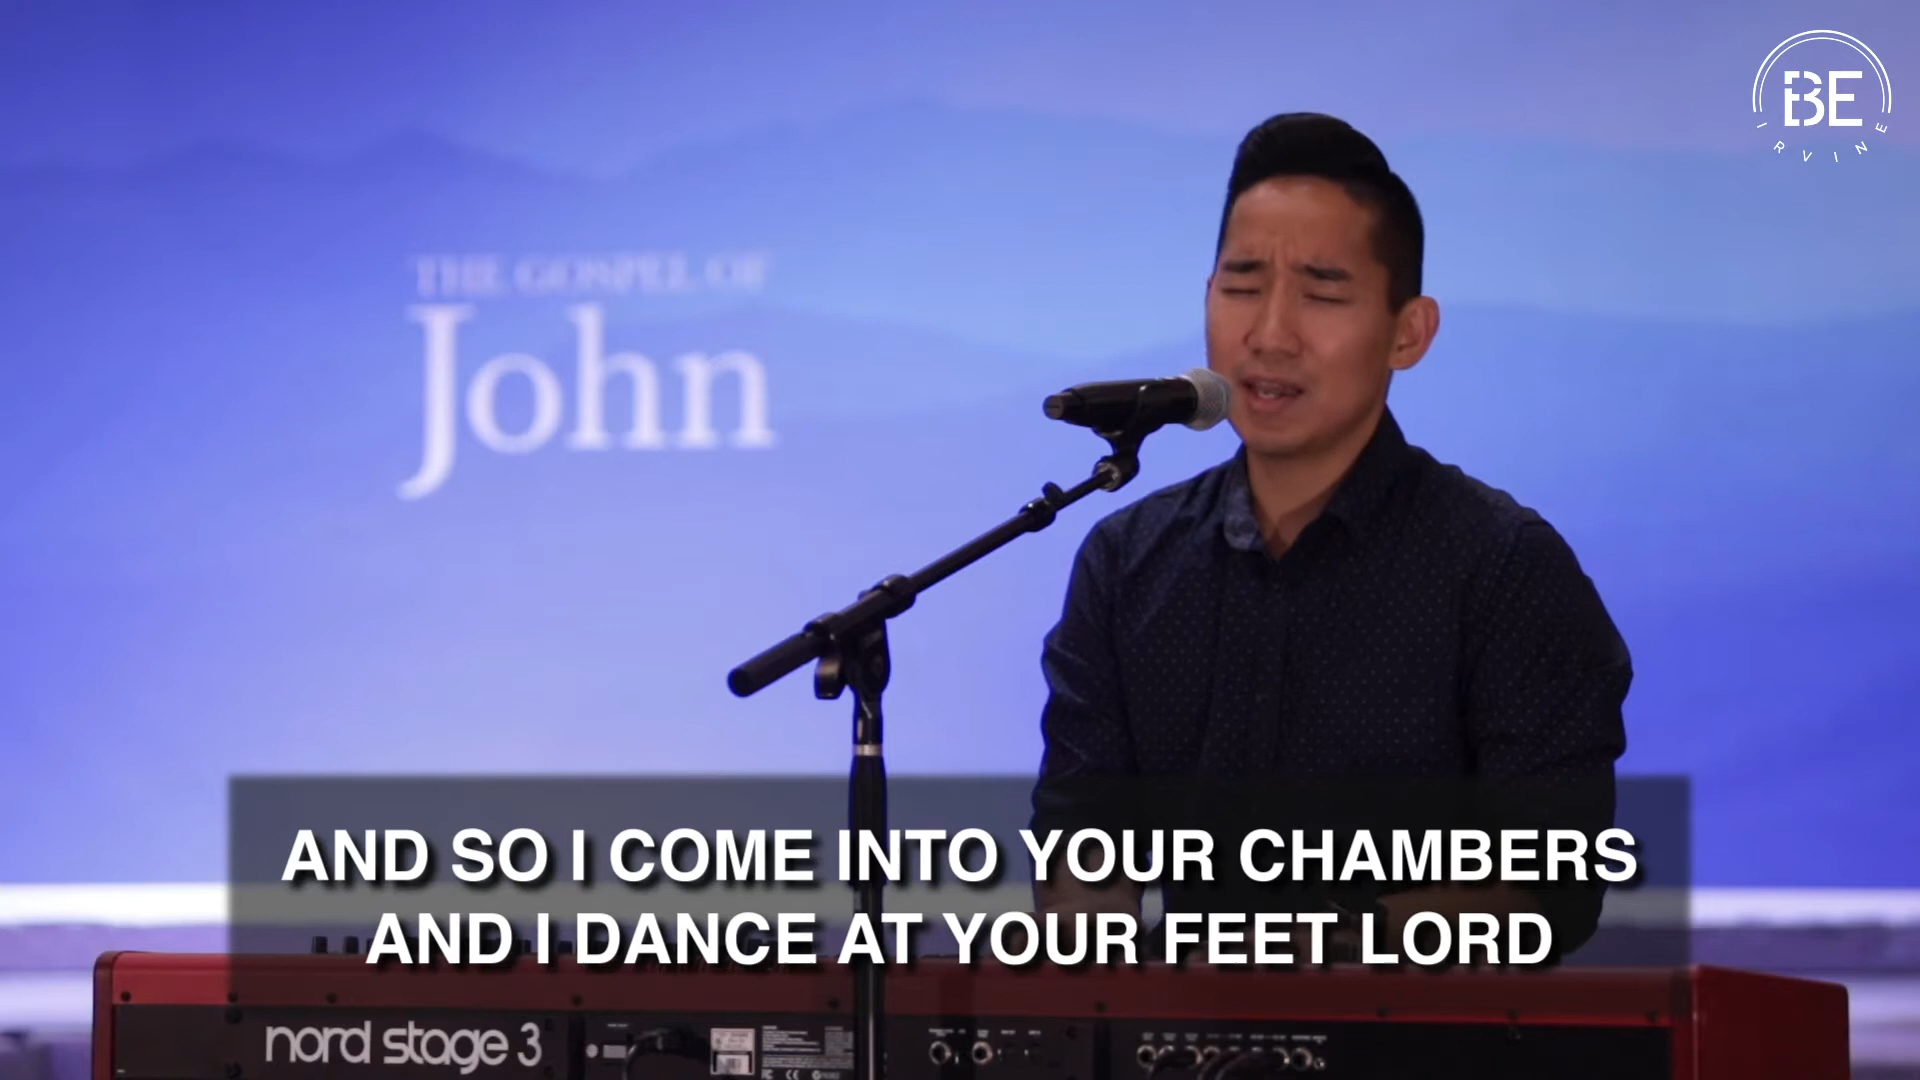 BE
IRVINE
THE GOSPEL OF
John
AND SO I COME INTO YOUR CHAMBERS
AND I DANCE AT YOUR FEET LORD
nord stage 3